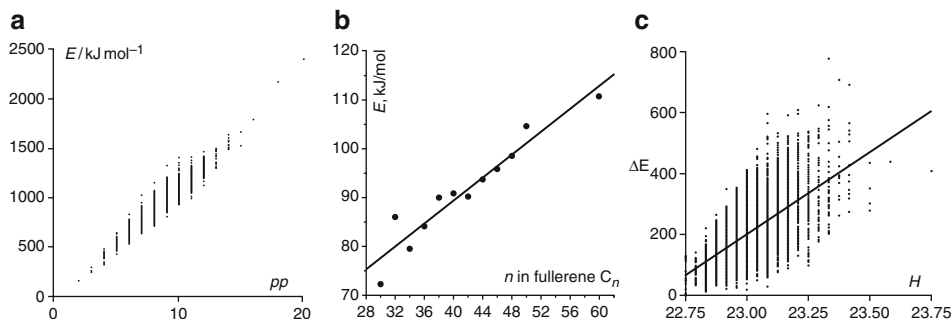 a
E/kJ mol–1
2500
2000
1500
1000
500
0
0 10 20
pp
b
E, kJ/mol
120
110
100
90
80
70
28 32 36 40 44 48 52 56 60
n in fullerene Cn
c
800
600
ΔE
400
200
0
22.75 23.00 23.25 23.50 23.75
H